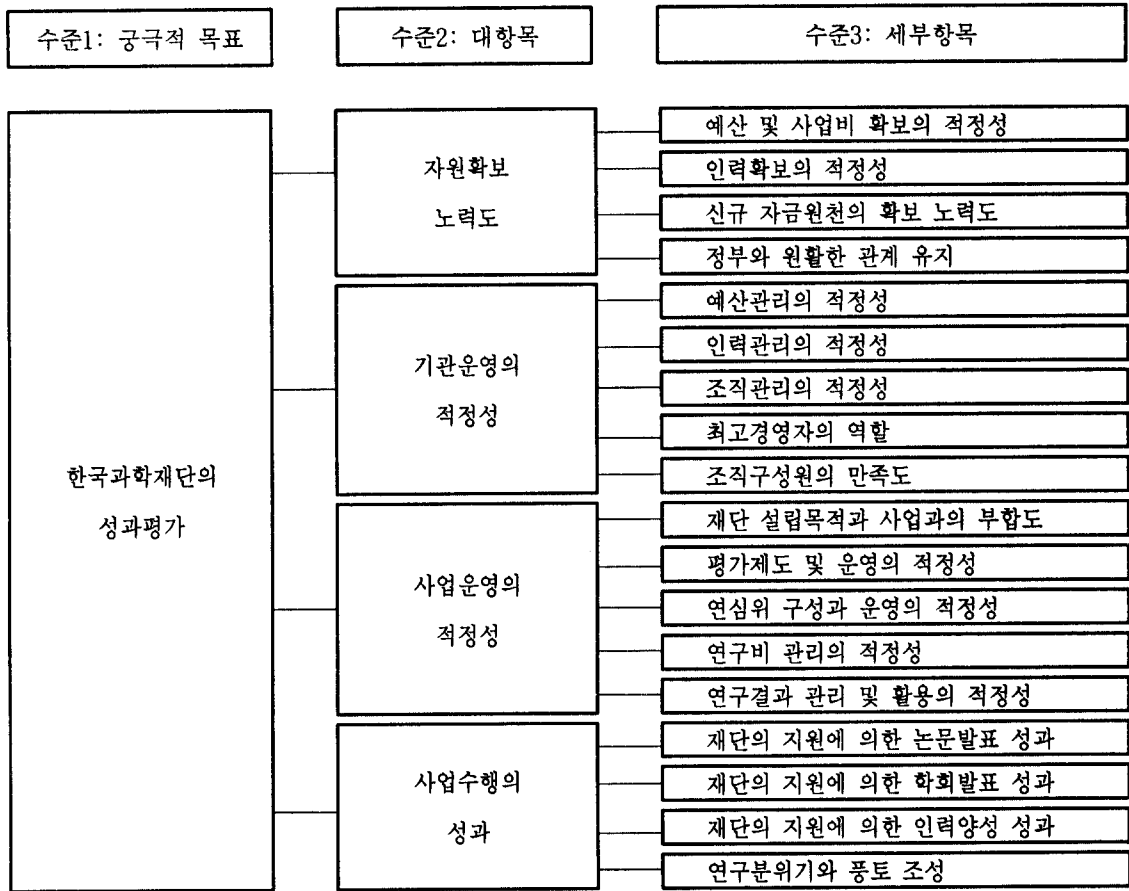 수준1: 궁극적 목표
수준2: 대항목
수준3: 세부항목
한국과학재단의
성과평가
자원확보
노력도
예산 및 사업비 확보의 적정성
인력확보의 적정성
신규 자금원천의 확보 노력도
정부와 원활한 관계 유지
기관운영의
적정성
예산관리의 적정성
인력관리의 적정성
조직관리의 적정성
최고경영자의 역할
조직구성원의 만족도
사업운영의
적정성
재단 설립목적과 사업과의 부합도
평가제도 및 운영의 적정성
연심위 구성과 운영의 적정성
연구비 관리의 적정성
연구결과 관리 및 활용의 적정성
사업수행의
성과
재단의 지원에 의한 논문발표 성과
재단의 지원에 의한 학회발표 성과
재단의 지원에 의한 인력양성 성과
연구분위기와 풍토 조성